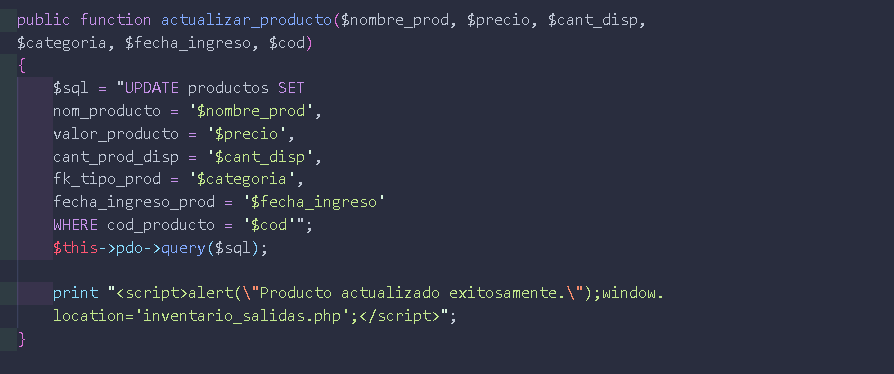 public function actualizar_producto($nombre_prod, $precio, $cant_disp,
$categoria, $fecha_ingreso, $cod)
{
$sql = "UPDATE productos SET
nom_producto = '$nombre_prod',
valor_producto = '$precio',
cant_prod_disp = '$cant_disp',
fk_tipo_prod = '$categoria',
fecha_ingreso_prod = '$fecha_ingreso'
WHERE cod_producto = '$cod'";
$this->pdo->query($sql);
print "<script>alert(\"Producto actualizado exitosamente.\");window.
location='inventario_salidas.php';</script>";
}